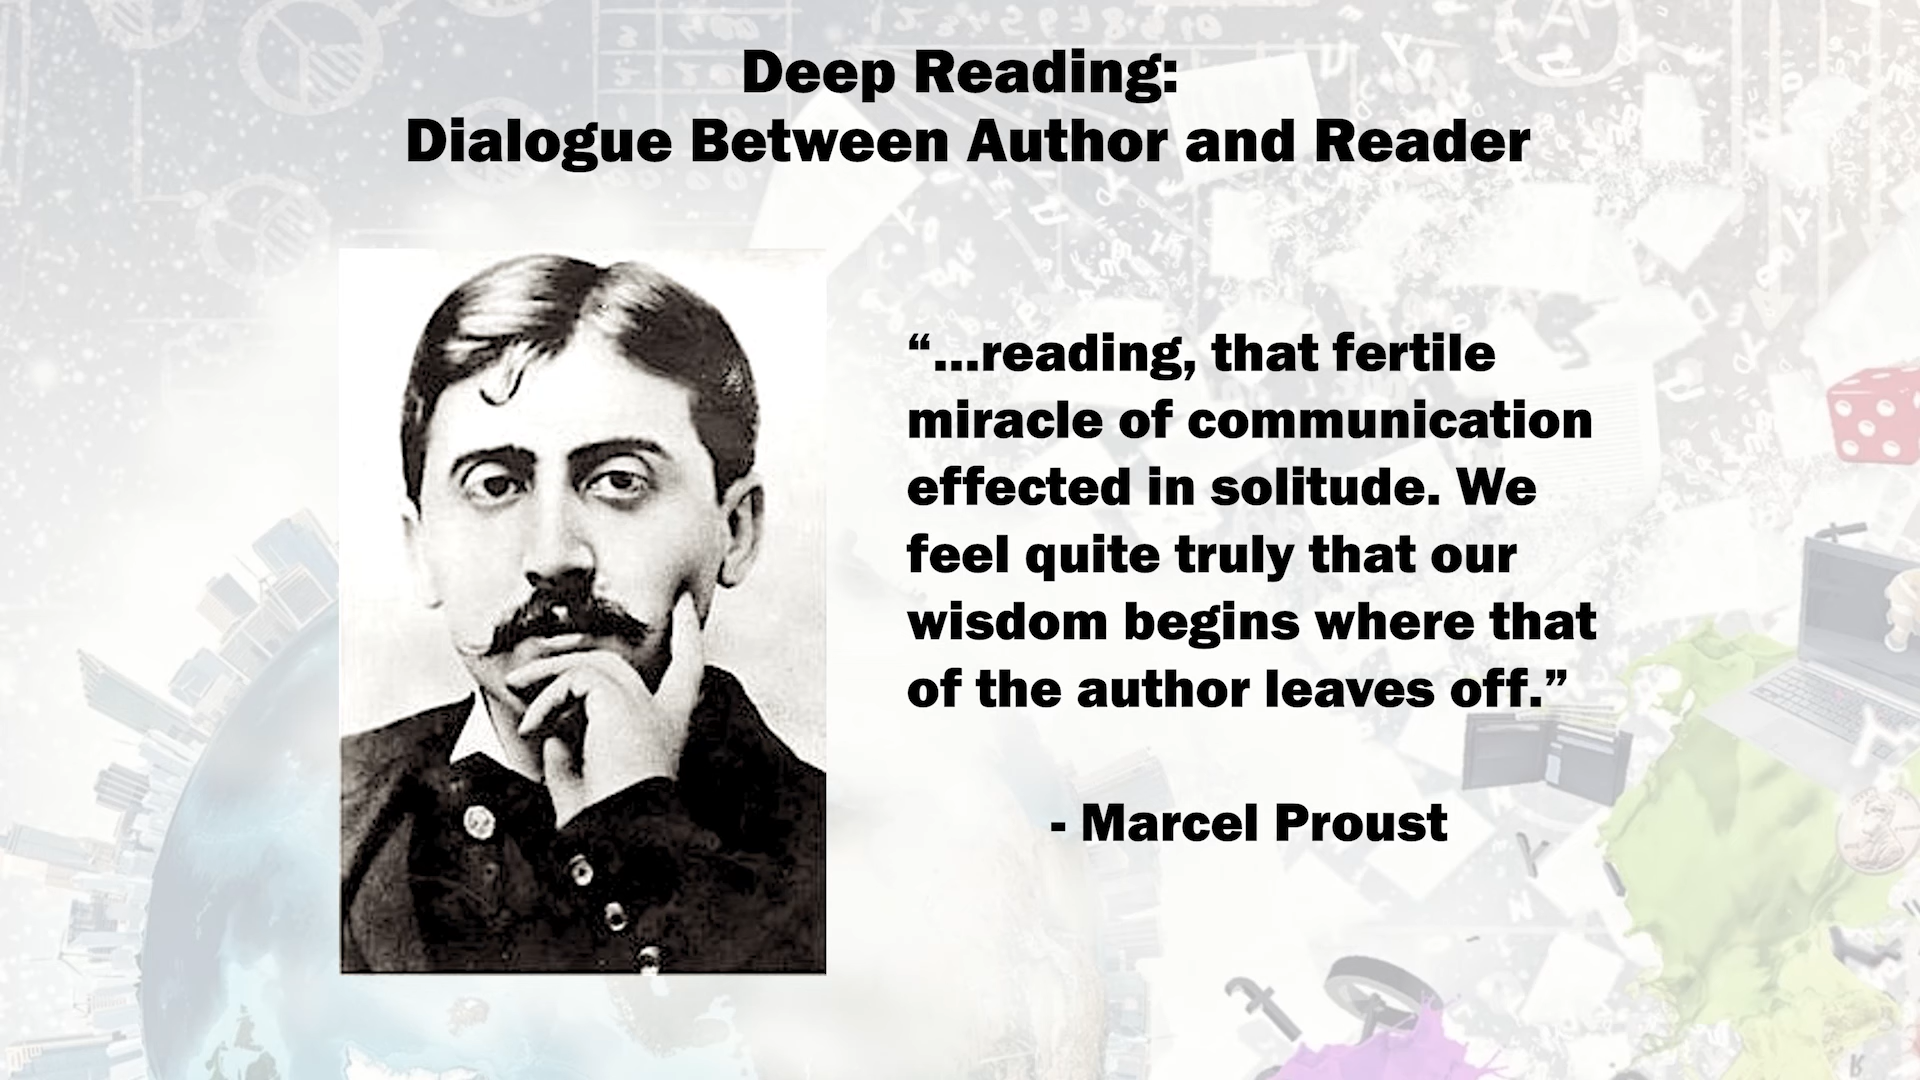 Deep Reading:
Dialogue Between Author and Reader
“...reading, that fertile
miracle of communication
effected in solitude. We
feel quite truly that our
wisdom begins where that
of the author leaves off.”
- Marcel Proust